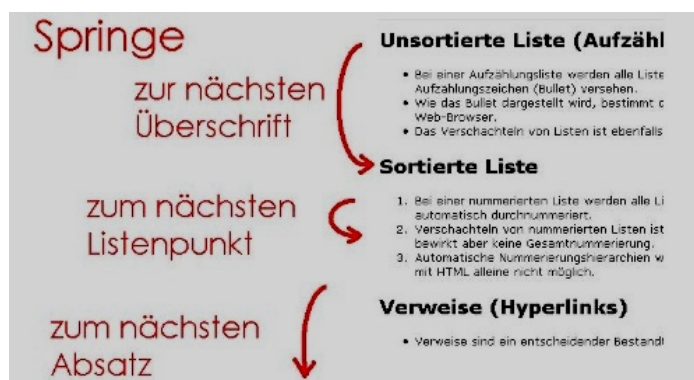 Springe
zur nächsten
Überschrift
zum nächsten
Listenpunkt
zum nächsten
Absatz
Unsortierte Liste (Aufzähl
• Bei einer Aufzählungsliste werden alle Liste
Aufzählungszeichen (Bullet) versehen.
• Wie das Bullet dargestellt wird, bestimmt d
Web-Browser.
• Das Verschachteln von Listen ist ebenfalls
Sortierte Liste
1. Bei einer nummerierten Liste werden alle Li
automatisch durchnummeriert.
2. Verschachteln von nummerierten Listen ist
bewirkt aber keine Gesamtnummerierung.
3. Automatische Nummerierungshierarchien w
mit HTML alleine nicht möglich.
Verweise (Hyperlinks)
• Verweise sind ein entscheidender Bestandt